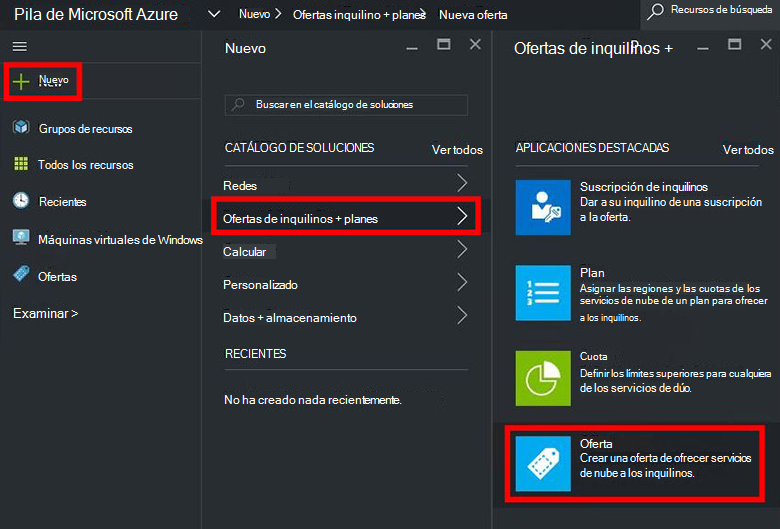 Pila de Microsoft Azure
Nuevo > Ofertas inquilino + planes > Nueva oferta
Recursos de búsqueda
Nuevo
Grupos de recursos
Todos los recursos
Recientes
Máquinas virtuales de Windows
Ofertas
Examinar >
Nuevo
Buscar en el catálogo de soluciones
CATÁLOGO DE SOLUCIONES
Ver todos
Redes
Ofertas de inquilinos + planes
Calcular
Personalizado
Datos + almacenamiento
RECIENTES
No ha creado nada recientemente.
Ofertas de inquilinos +
APLICACIONES DESTACADAS
Ver todos
Suscripción de inquilinos
Dar a su inquilino de una suscripción
a la oferta.
Plan
Asignar las regiones y las cuotas de los
servicios de nube de un plan para ofrecer
a los inquilinos.
Cuota
Definir los límites superiores para cualquiera
de los servicios de dúo.
Oferta
Crear una oferta de ofrecer servicios
de nube a los inquilinos.